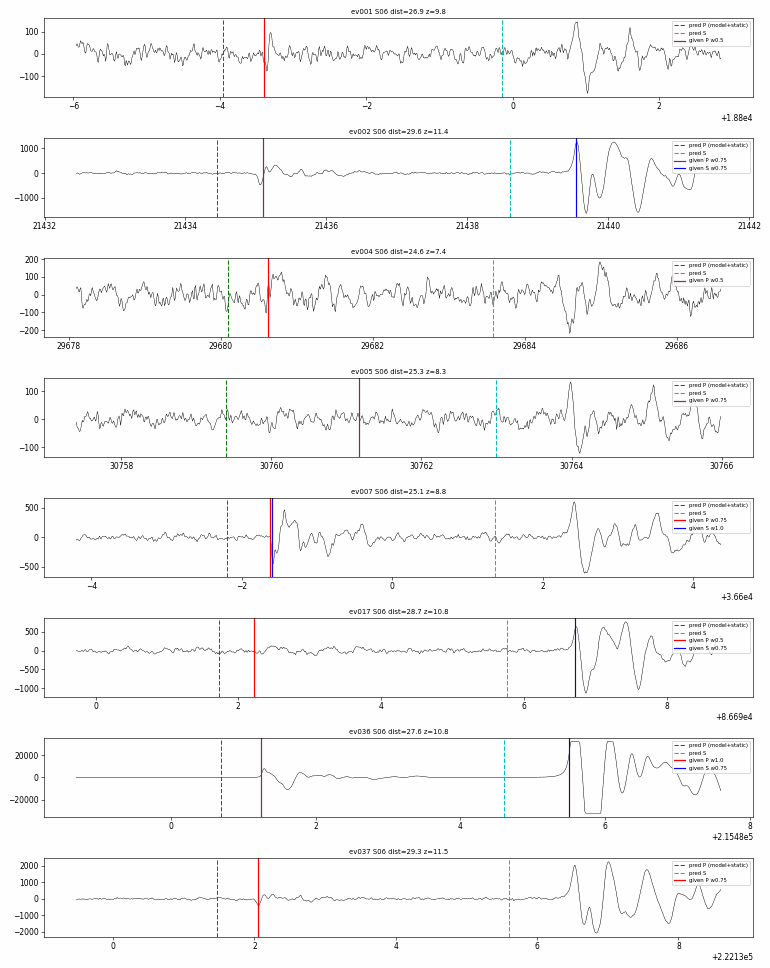 ev001 S06 dist=26.9 z=9.8
100
0
−100
pred P (model+static)
pred S
given P w0.5
−6 −4 −2 0 2
+1.88e4
ev002 S06 dist=29.6 z=11.4
1000
0
−1000
pred P (model+static)
pred S
given P w0.75
given S w0.75
21432 21434 21436 21438 21440 21442
ev004 S06 dist=24.6 z=7.4
200
100
0
−100
−200
pred P (model+static)
pred S
given P w0.5
29678 29680 29682 29684 29686
ev005 S06 dist=25.3 z=8.3
100
0
−100
pred P (model+static)
pred S
given P w0.75
30758 30760 30762 30764 30766
ev007 S06 dist=25.1 z=8.8
500
0
−500
pred P (model+static)
pred S
given P w0.75
given S w1.0
−4 −2 0 2 4
+3.66e4
ev017 S06 dist=28.7 z=10.8
500
0
−500
−1000
pred P (model+static)
pred S
given P w0.5
given S w0.75
0 2 4 6 8
+8.669e4
ev036 S06 dist=27.6 z=10.8
20000
0
−20000
pred P (model+static)
pred S
given P w1.0
given S w0.75
0 2 4 6 8
+2.1548e5
ev037 S06 dist=29.3 z=11.5
2000
1000
0
−1000
−2000
pred P (model+static)
pred S
given P w0.75
0 2 4 6 8
+2.2213e5